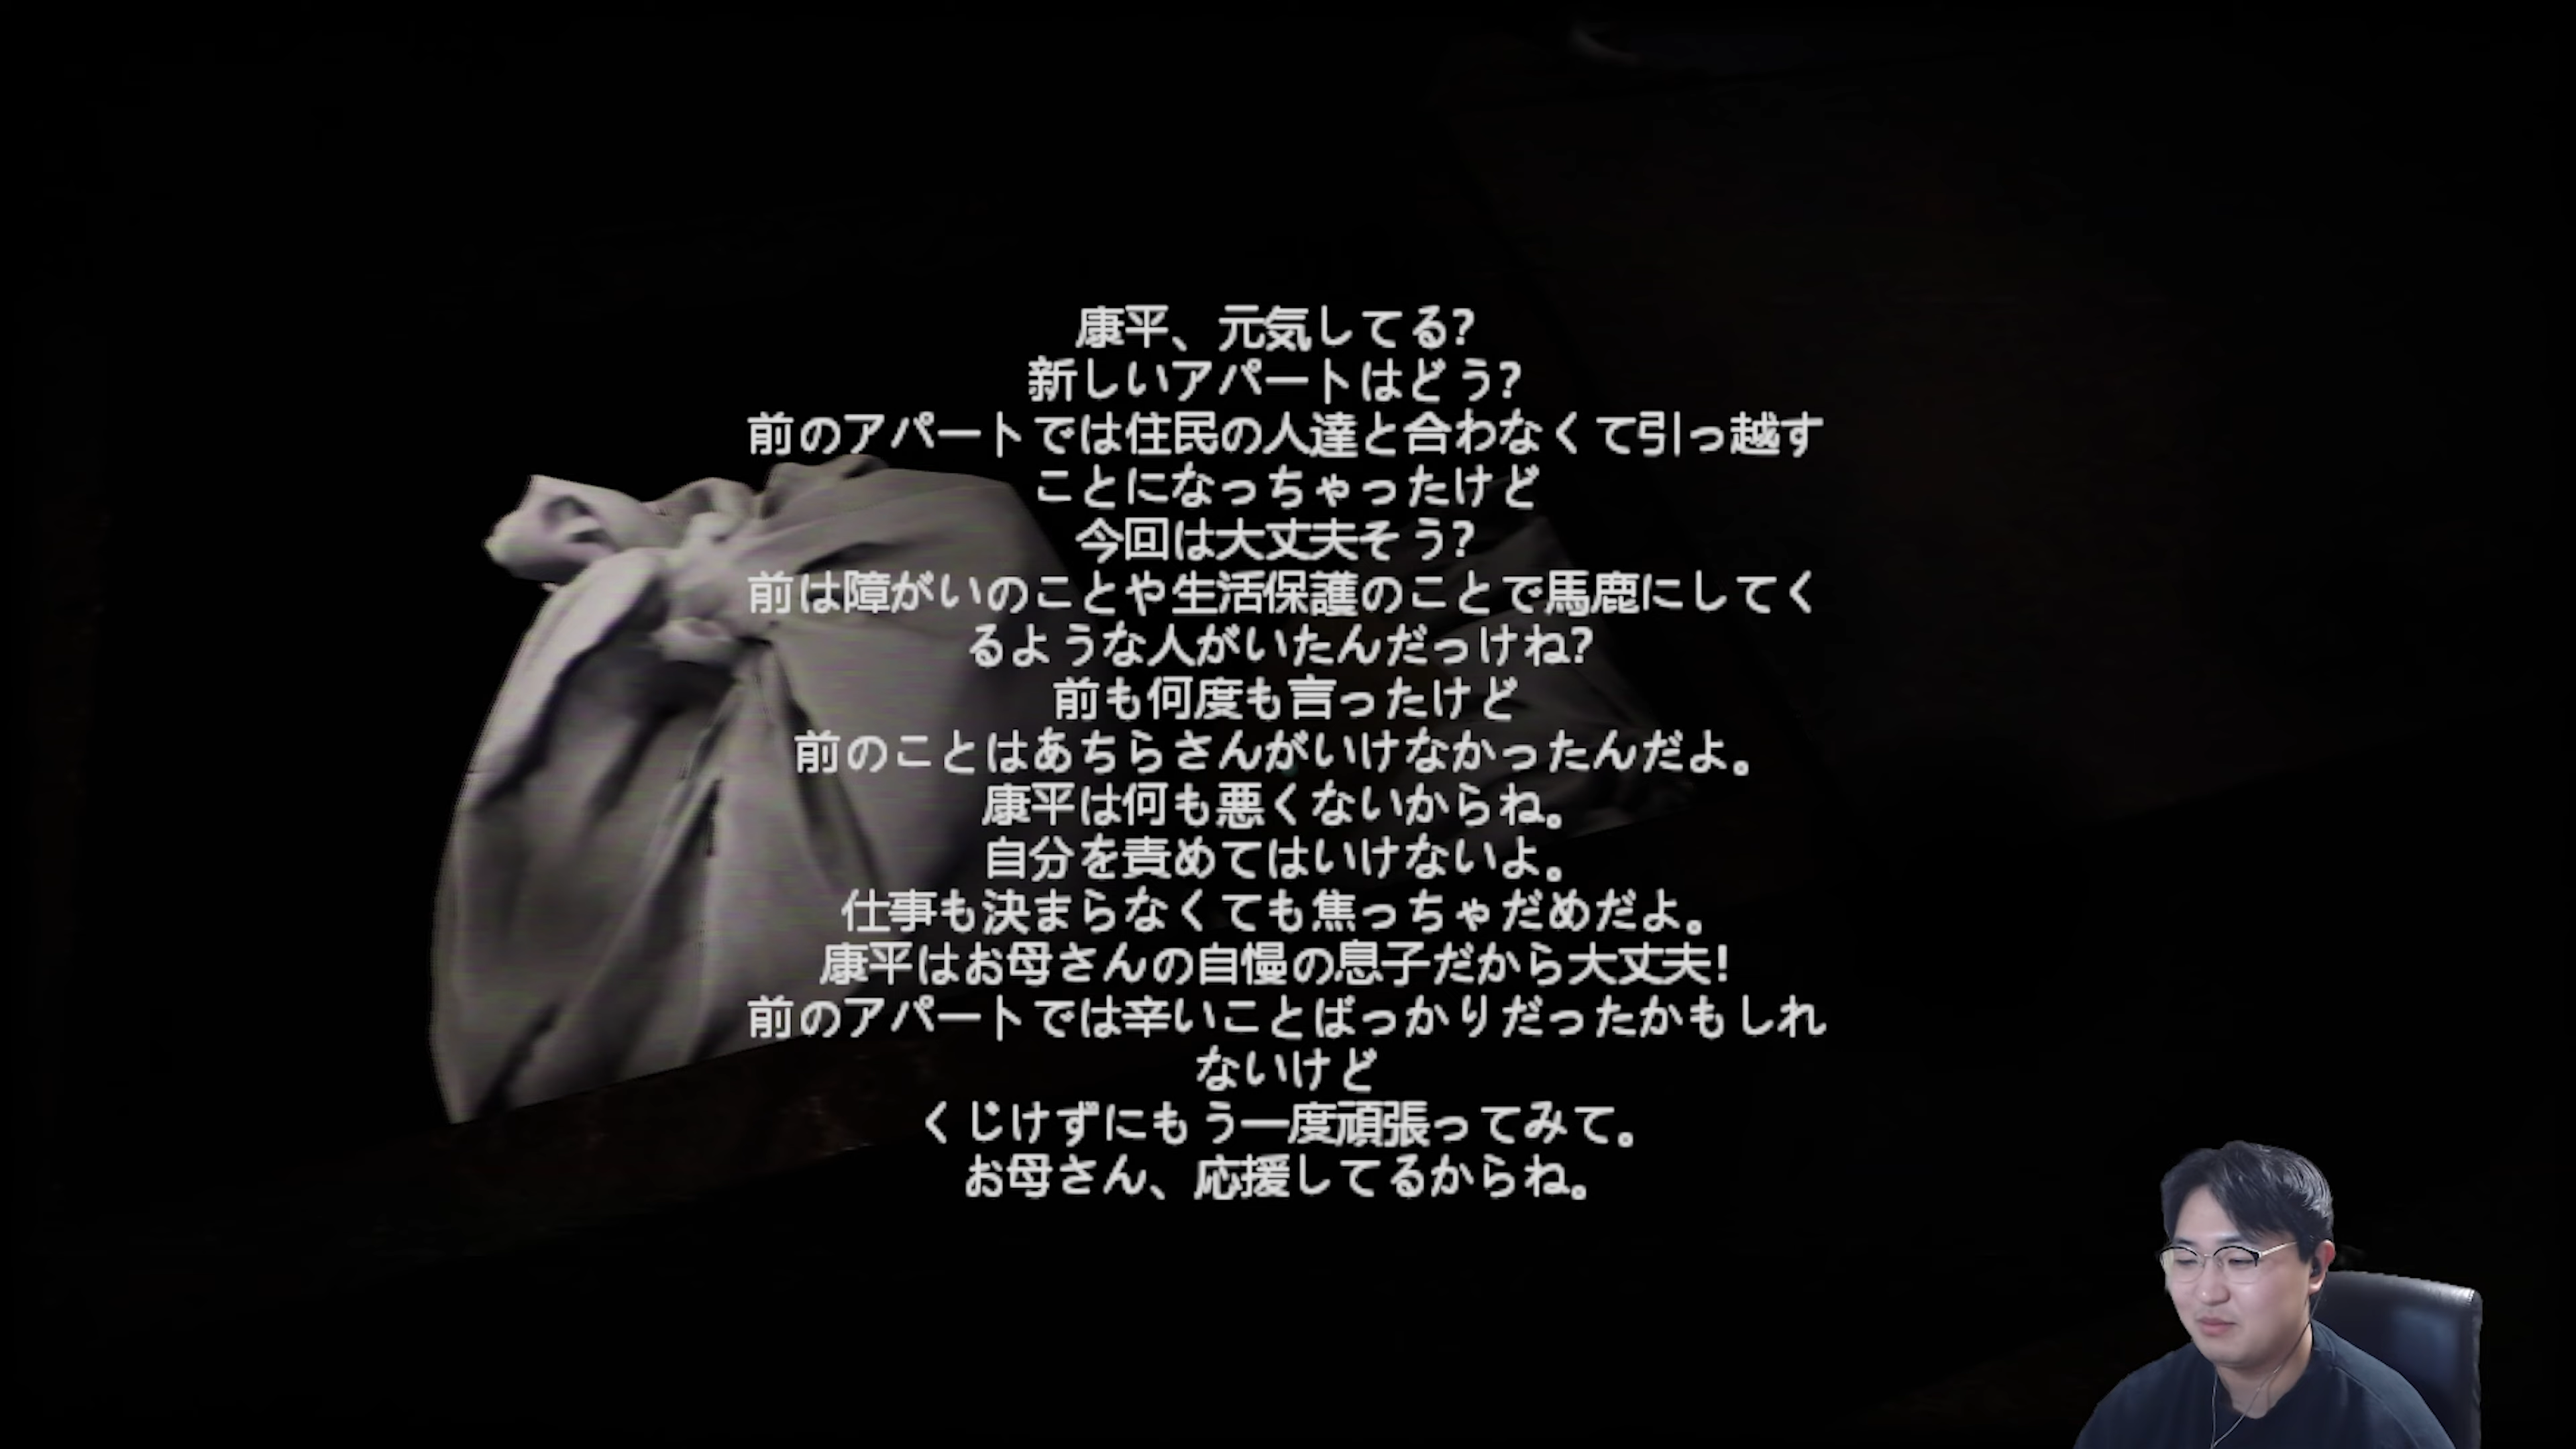 康平、元気してる?
新しいアパートはどう?
前のアパートでは住民の人達と合わなくて引っ越す
ことになっちゃったけど
今回は大丈夫そう?
前は障がいのことや生活保護のことで馬鹿にしてく
るような人がいたんだっけね?
前も何度も言ったけど
前のことはあちらさんがいけなかったんだよ。
康平は何も悪くないからね。
自分を責めてはいけないよ。
仕事も決まらなくても焦っちゃだめだよ。
康平はお母さんの自慢の息子だから大丈夫!
前のアパートでは辛いことばっかりだったかもしれ
ないけど
くじけずにもう一度頑張ってみて。
お母さん、応援してるからね。